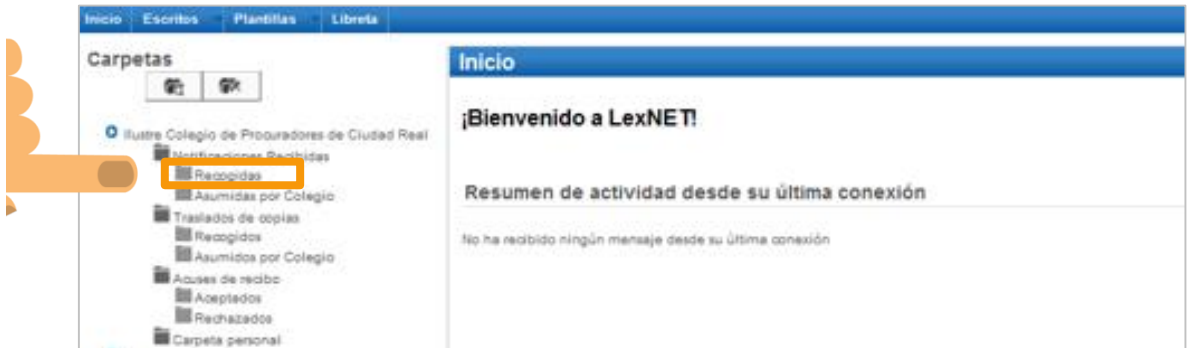 Inicio Escritos Plantillas Libreta
Carpetas
Ilustre Colegio de Procuradores de Ciudad Real
Notificaciones Recibidas
Recogidas
Asumidas por Colegio
Traslados de copias
Recogidos
Asumidos por Colegio
Acuses de recibo
Aceptados
Rechazados
Carpeta personal
Inicio
¡Bienvenido a LexNET!
Resumen de actividad desde su última conexión
No ha recibido ningún mensaje desde su última conexión